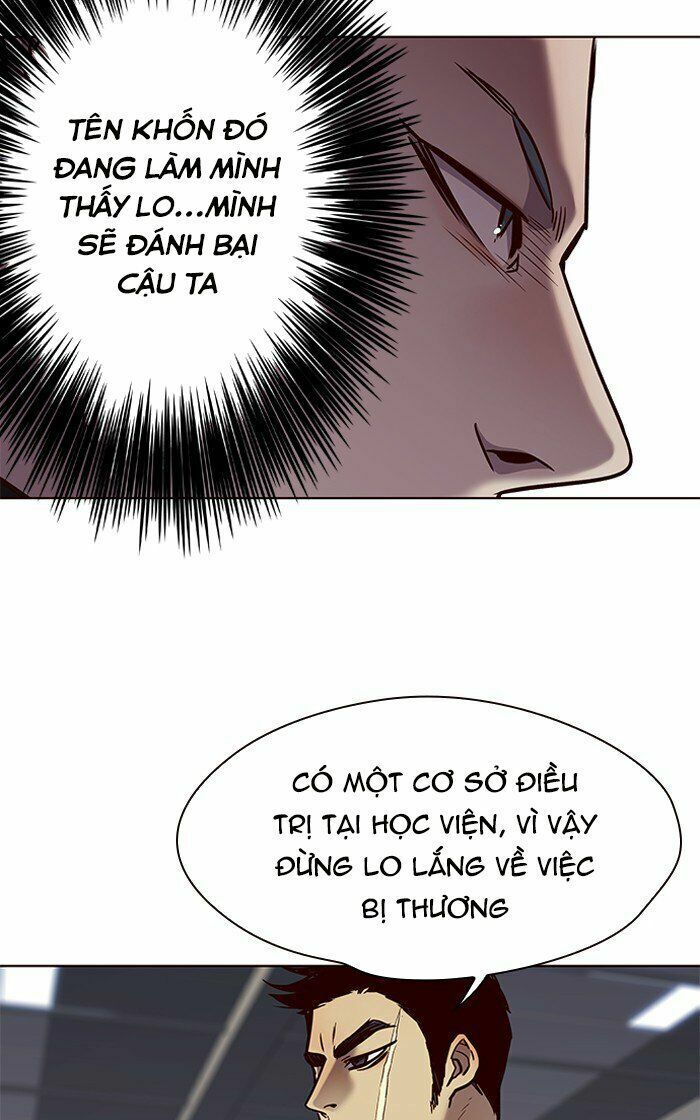 TÊN KHỐN ĐÓ
ĐANG LÀM MÌNH
THẤY LO...MÌNH
SẼ ĐÁNH BẠI
CẬU TA
CÓ MỘT CƠ SỞ ĐIỀU
TRỊ TẠI HỌC VIỆN, VÌ VẬY
ĐỪNG LO LẮNG VỀ VIỆC
BỊ THƯƠNG